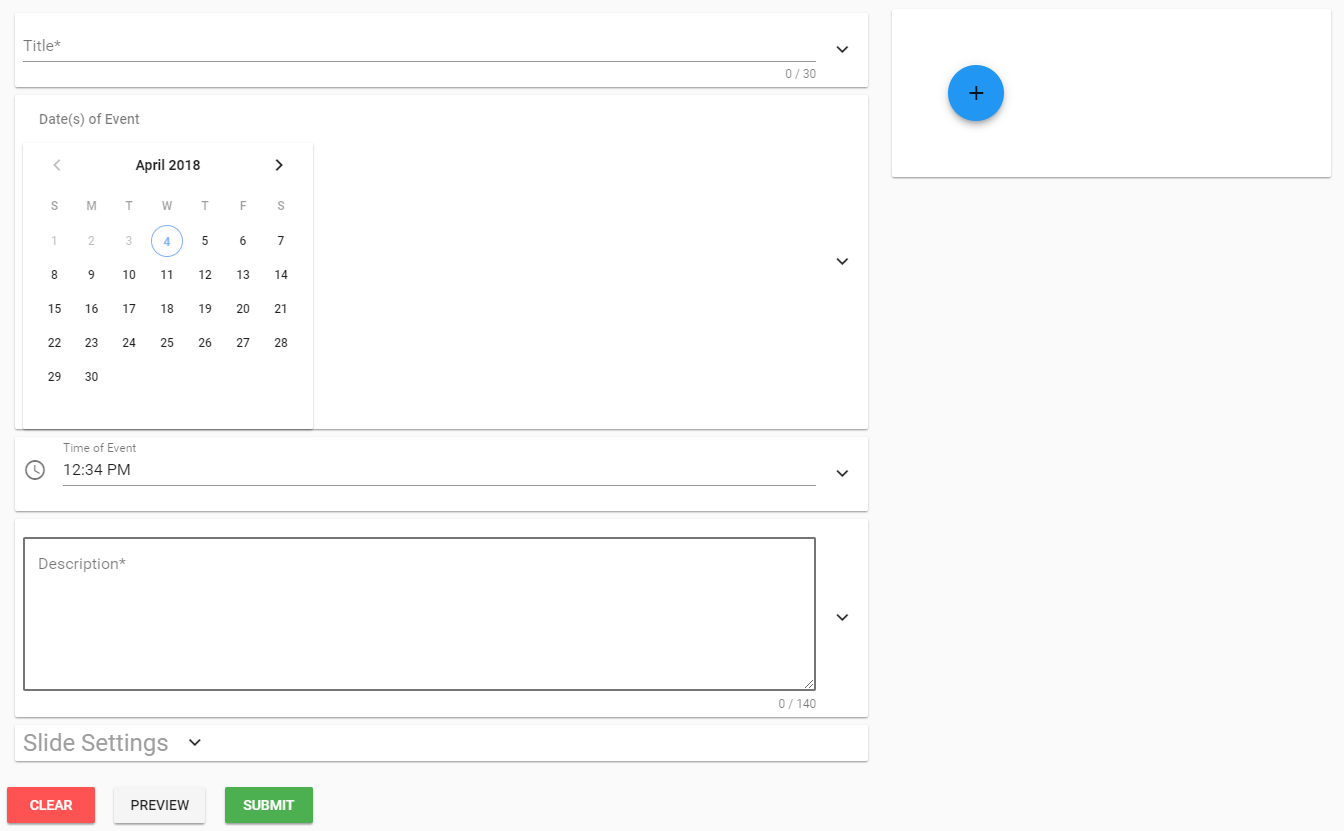 Title*
0 / 30
Date(s) of Event
April 2018
S M T W T F S
1 2 3 4 5 6 7
8 9 10 11 12 13 14
15 16 17 18 19 20 21
22 23 24 25 26 27 28
29 30
Time of Event
12:34 PM
Description*
0 / 140
Slide Settings
CLEAR PREVIEW SUBMIT